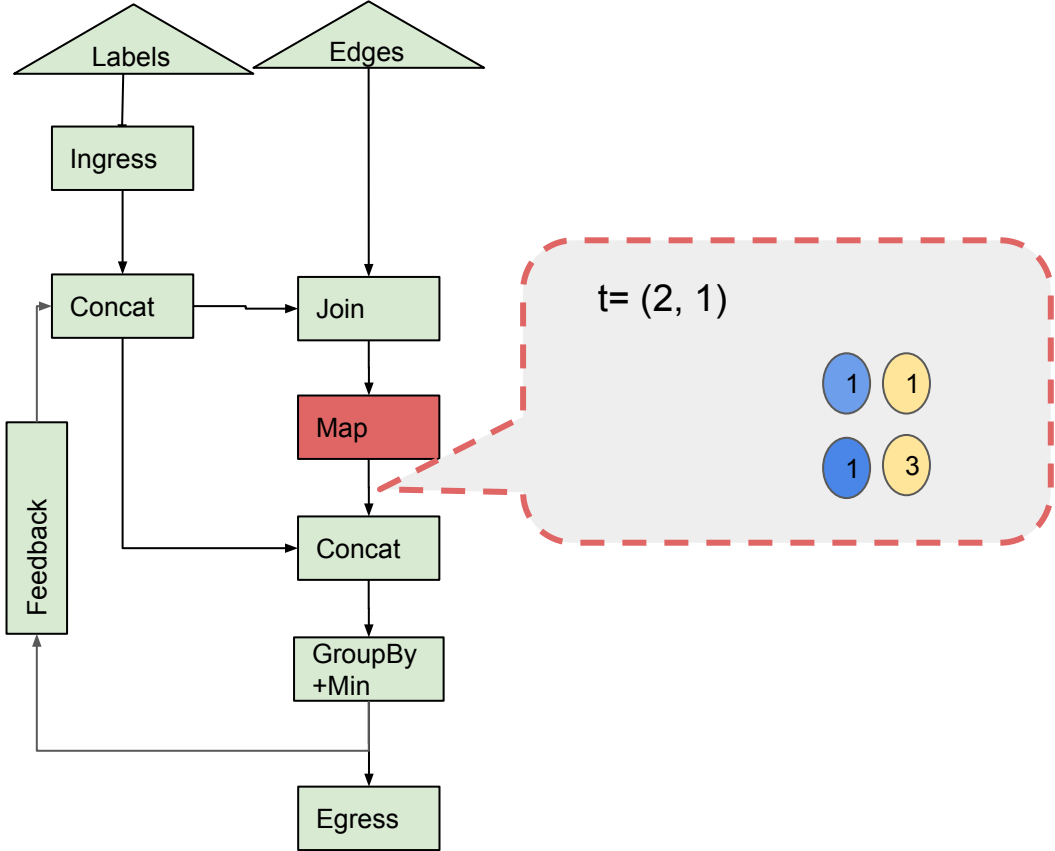 Labels
Edges
Ingress
Concat
Join
t= (2, 1)
1 1
Map
1 3
Feedback
Concat
GroupBy
+Min
Egress